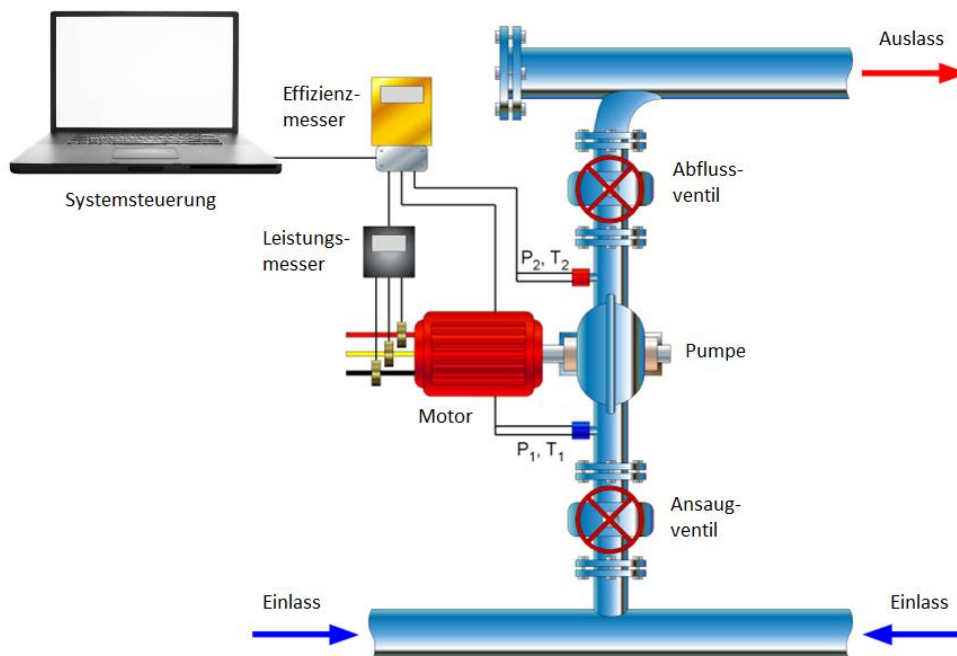 Auslass
Effizienz-
messer
Abfluss-
ventil
Systemsteuerung
Leistungs-
messer
P2, T2
Pumpe
Motor
P1, T1
Ansaug-
ventil
Einlass
Einlass